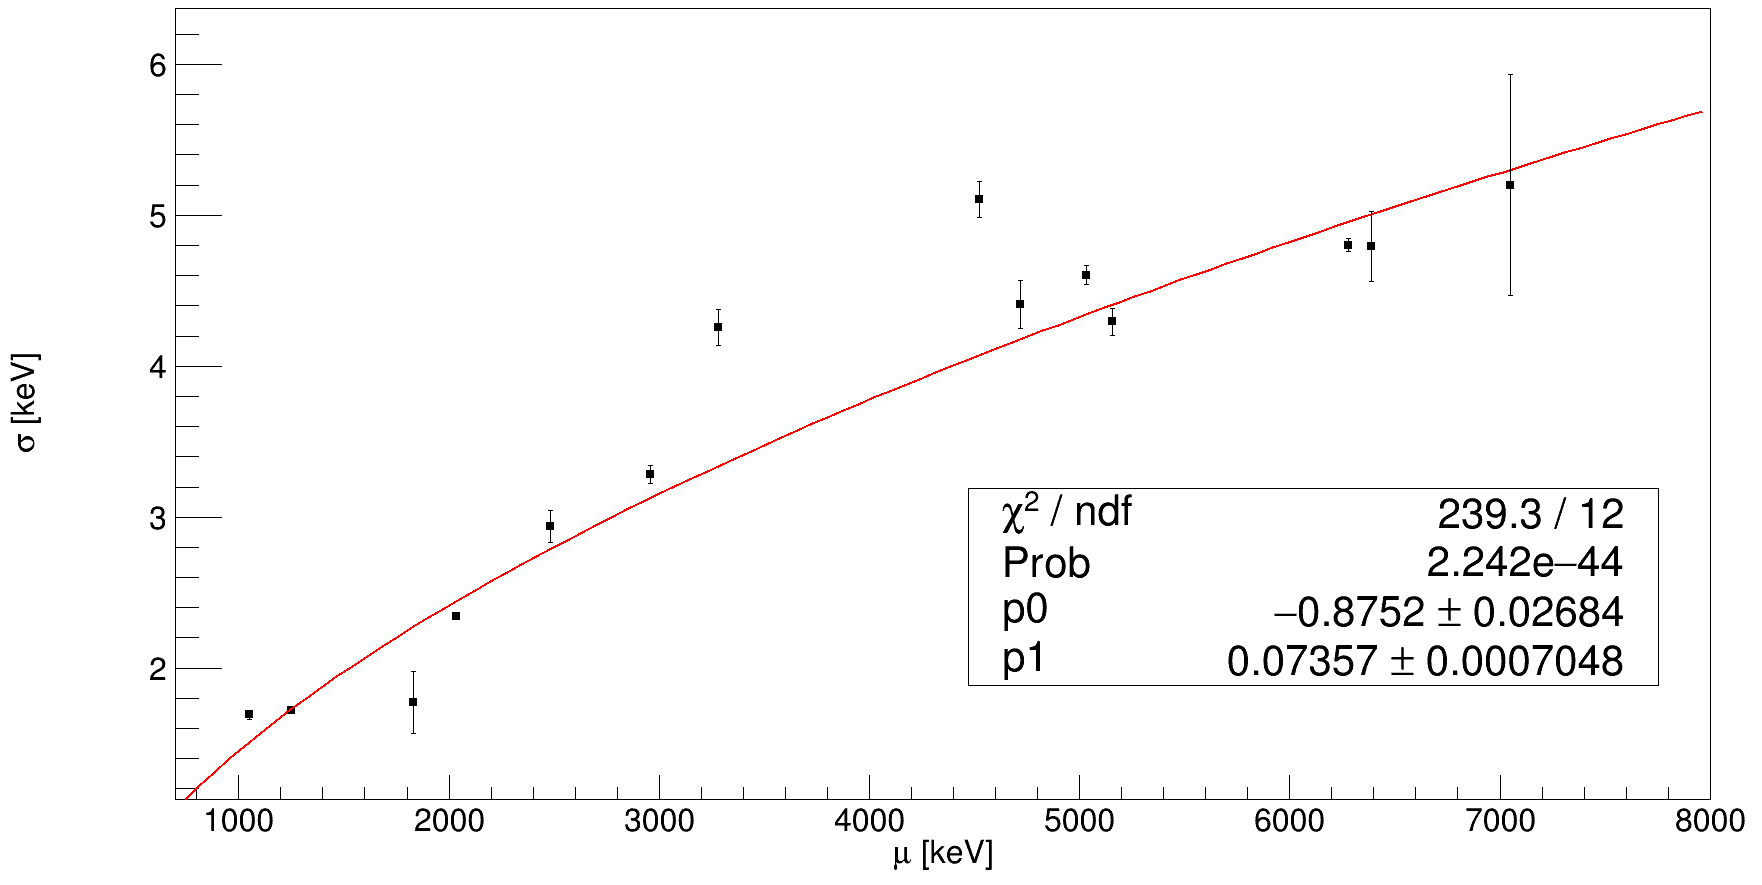 6
5
4
3
2
σ [keV]
χ² / ndf 239.3 / 12
Prob 2.242e−44
p0 −0.8752 ± 0.02684
p1 0.07357 ± 0.0007048
1000 2000 3000 4000 5000 6000 7000 8000
μ [keV]